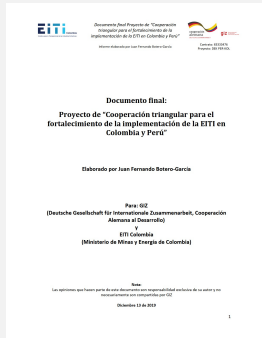 EITI
Documento final Proyecto de "Cooperación
triangular para el fortalecimiento de la
implementación de la EITI en Colombia y Perú"
Informe elaborado por Juan Fernando Botero-García
cooperación
alemana
giz
Documento final:
Proyecto de "Cooperación triangular para el
fortalecimiento de la implementación de la EITI en
Colombia y Perú"
Elaborado por Juan Fernando Botero-García
Para: GIZ
(Deutsche Gesellschaft für Internationale Zusammenarbeit, Cooperación
Alemana al Desarrollo)
y
EITI Colombia
(Ministerio de Minas y Energía de Colombia)
Nota:
Las opiniones que hacen parte de este documento son responsabilidad exclusiva de su autor y no
necesariamente son compartidas por GIZ
Diciembre 13 de 2019
1